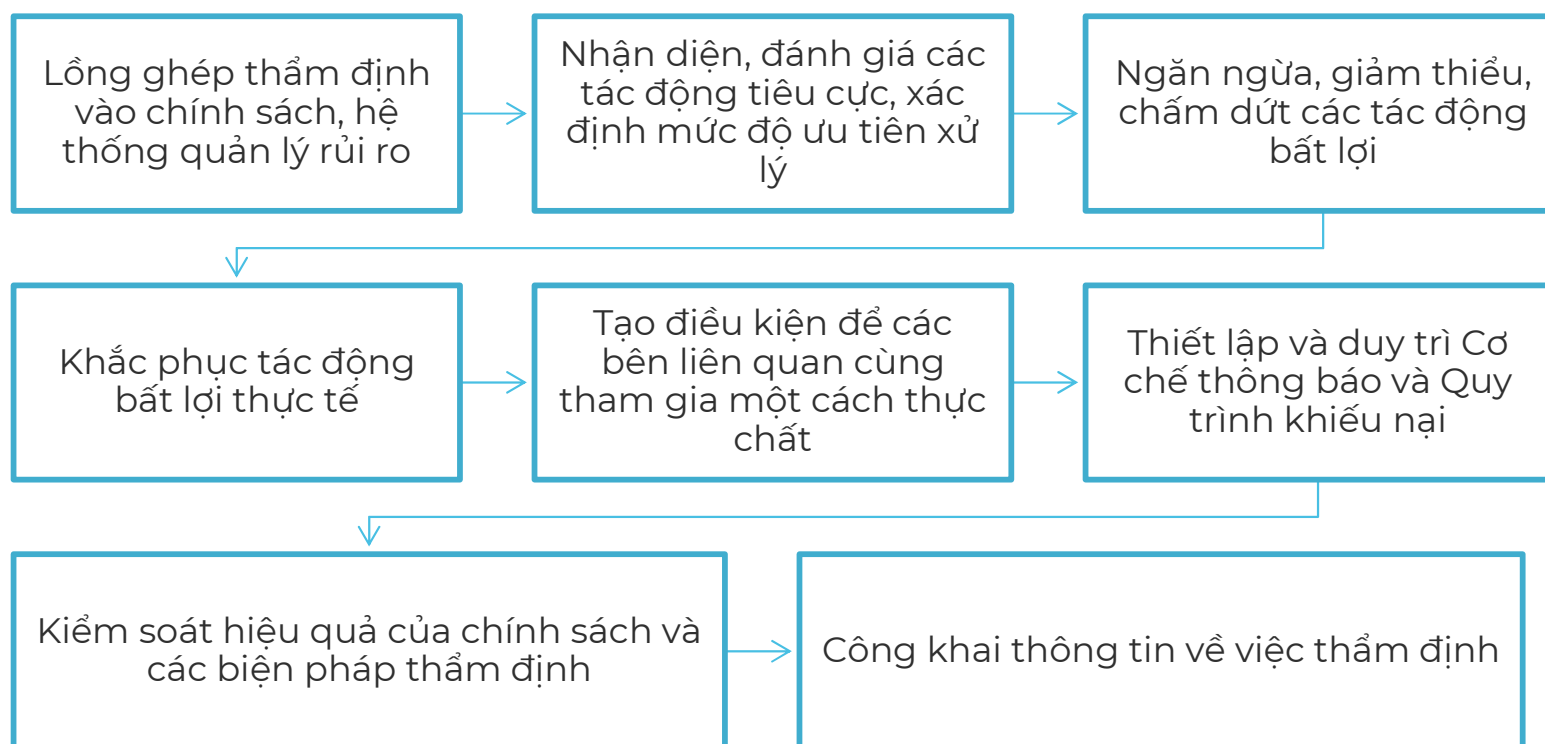 Lồng ghép thẩm định
vào chính sách, hệ
thống quản lý rủi ro
Nhận diện, đánh giá các
tác động tiêu cực, xác
định mức độ ưu tiên xử
lý
Ngăn ngừa, giảm thiểu,
chấm dứt các tác động
bất lợi
Khắc phục tác động
bất lợi thực tế
Tạo điều kiện để các
bên liên quan cùng
tham gia một cách thực
chất
Thiết lập và duy trì Cơ
chế thông báo và Quy
trình khiếu nại
Kiểm soát hiệu quả của chính sách và
các biện pháp thẩm định
Công khai thông tin về việc thẩm định